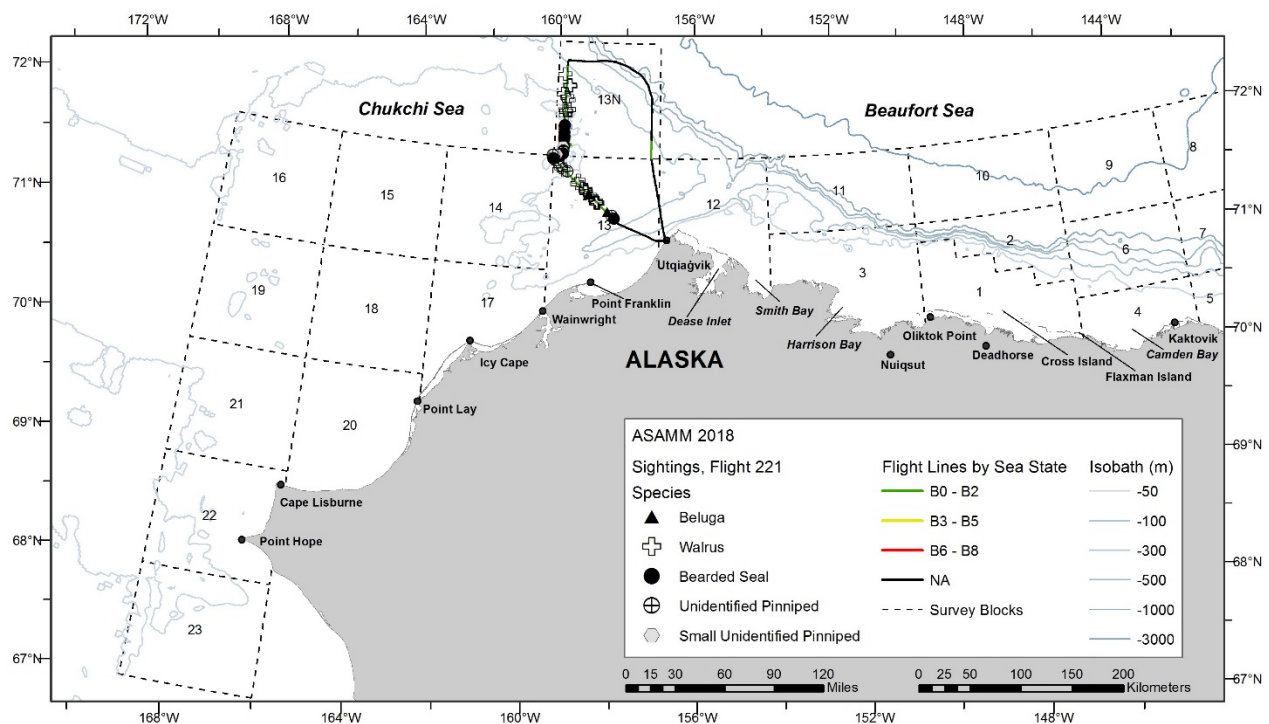 172°W 168°W 164°W 160°W 156°W 152°W 148°W 144°W
72°N 72°N
Chukchi Sea 13N Beaufort Sea
8
9
16 15 14 12 11 10
71°N 71°N
13 2 6 7
Utqiaġvik 3
19 18 17 Point Franklin 1 4 5
70°N 70°N
Wainwright Dease Inlet Smith Bay
Harrison Bay Oliktok Point Kaktovik
Icy Cape ALASKA Nuiqsut Deadhorse Cross Island Camden Bay
Flaxman Island
21 20 Point Lay
69°N 69°N
Cape Lisburne
22
68°N Point Hope 68°N
23
67°N 67°N
ASAMM 2018
Sightings, Flight 221
Species
Beluga
Walrus
Bearded Seal
Unidentified Pinniped
Small Unidentified Pinniped
Flight Lines by Sea State
B0 - B2
B3 - B5
B6 - B8
NA
Survey Blocks
Isobath (m)
-50
-100
-300
-500
-1000
-3000
0 15 30 60 90 120
Miles
0 25 50 100 150 200
Kilometers
168°W 164°W 160°W 156°W 152°W 148°W